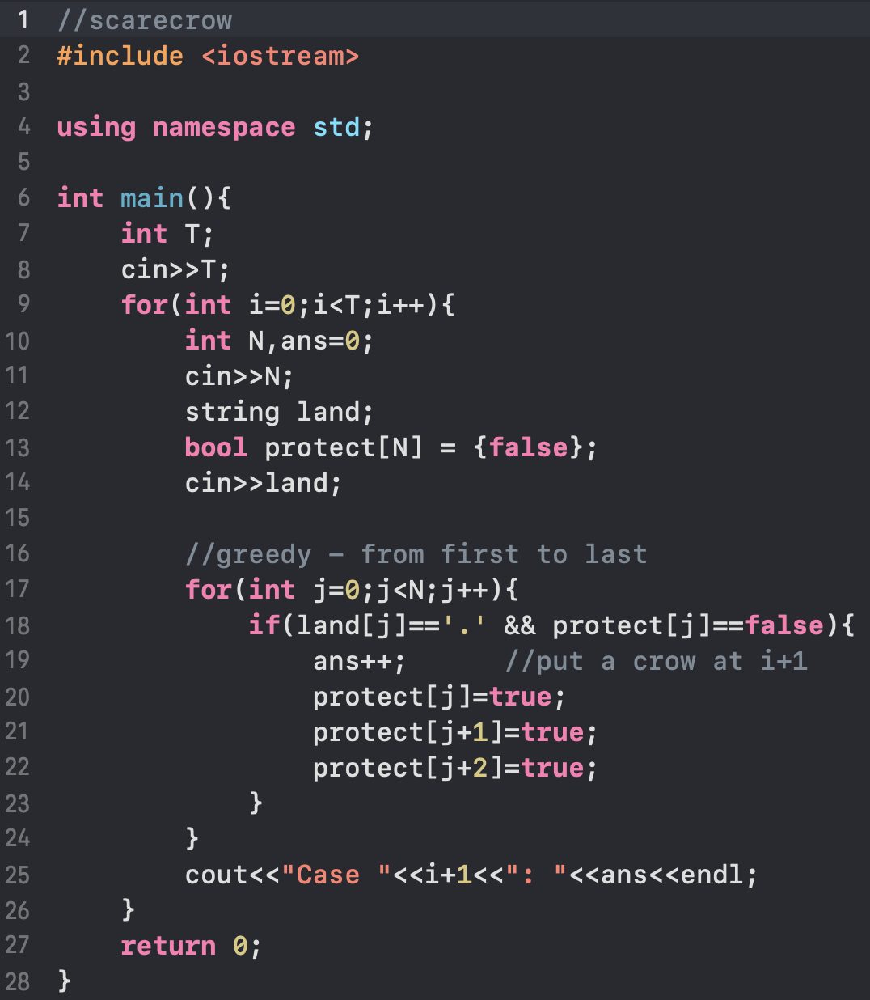 1 //scarecrow
2 #include <iostream>
3
4 using namespace std;
5
6 int main(){
7     int T;
8     cin>>T;
9     for(int i=0;i<T;i++){
10         int N,ans=0;
11         cin>>N;
12         string land;
13         bool protect[N] = {false};
14         cin>>land;
15
16         //greedy - from first to last
17         for(int j=0;j<N;j++){
18             if(land[j]=='.' && protect[j]==false){
19                 ans++;      //put a crow at i+1
20                 protect[j]=true;
21                 protect[j+1]=true;
22                 protect[j+2]=true;
23             }
24         }
25         cout<<"Case "<<i+1<<": "<<ans<<endl;
26     }
27     return 0;
28 }